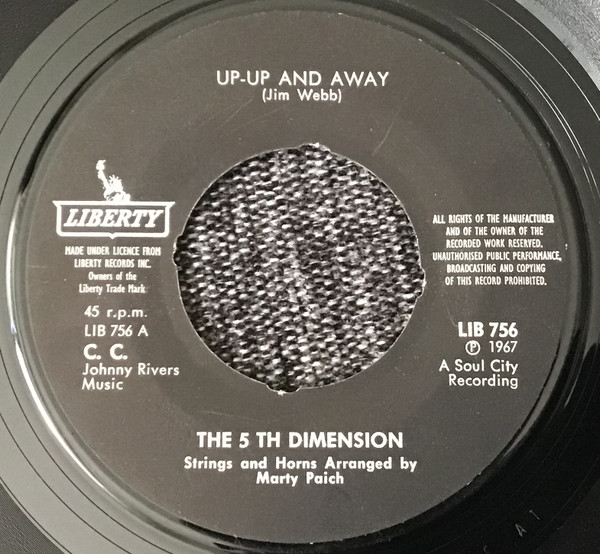 UP-UP AND AWAY
(Jim Webb)
LIBERTY
MADE UNDER LICENCE FROM
LIBERTY RECORDS INC.
Owners of the
Liberty Trade Mark
45 r.p.m.
LIB 756 A
C. C.
Johnny Rivers
Music
ALL RIGHTS OF THE MANUFACTURER
AND OF THE OWNER OF THE
RECORDED WORK RESERVED.
UNAUTHORISED PUBLIC PERFORMANCE,
BROADCASTING AND COPYING
OF THIS RECORD PROHIBITED.
LIB 756
Ⓟ 1967
A Soul City
Recording
THE 5 TH DIMENSION
Strings and Horns Arranged by
Marty Paich